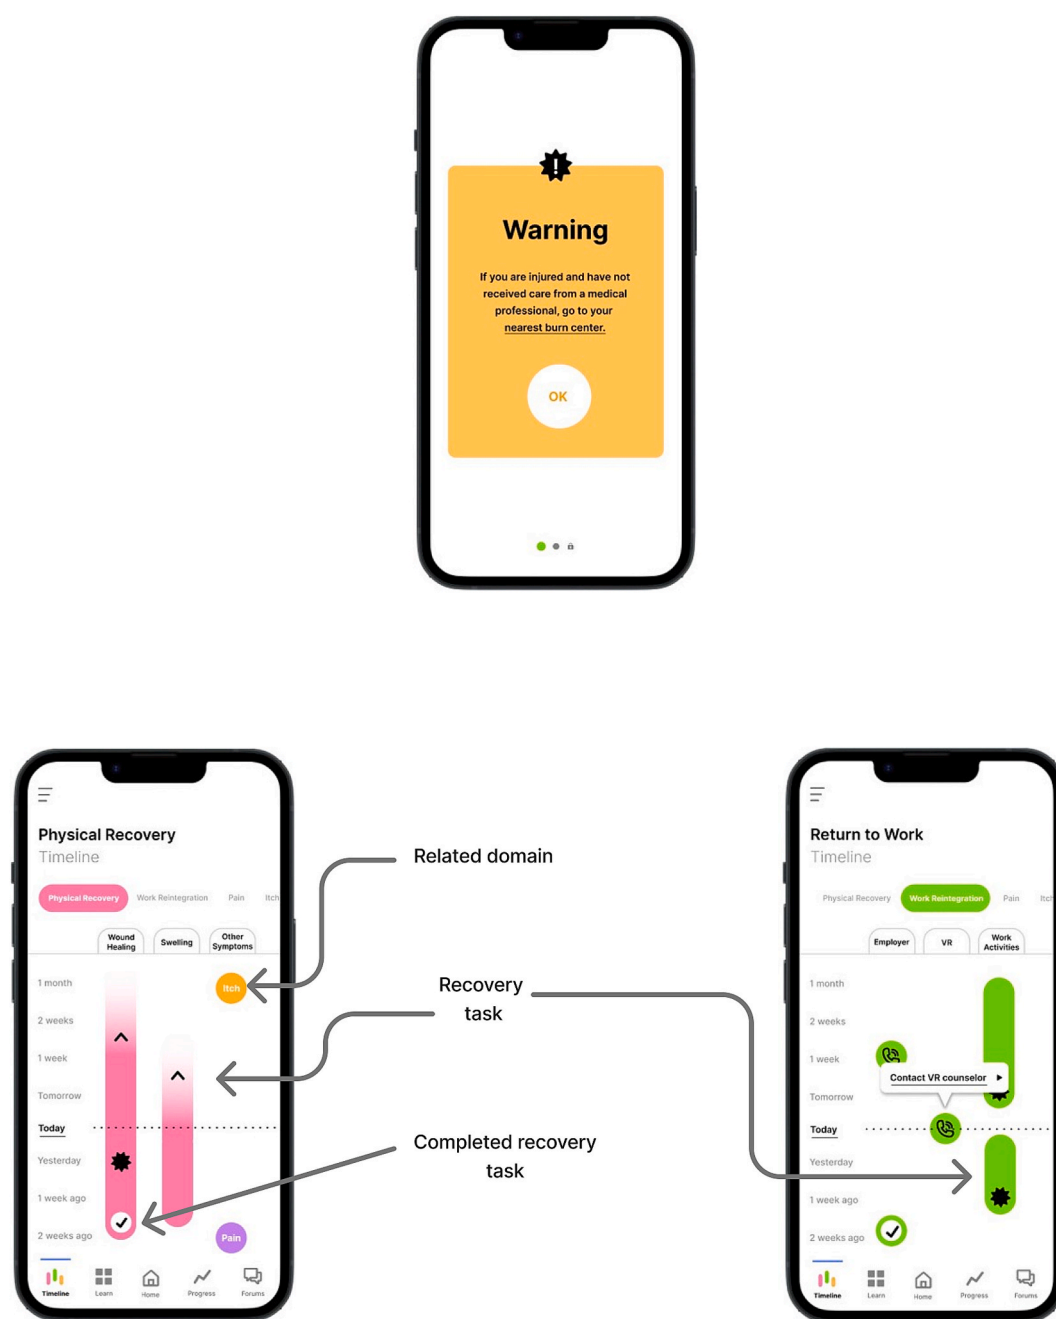 Warning
If you are injured and have not
received care from a medical
professional, go to your
nearest burn center.
OK
Physical Recovery
Timeline
Physical Recovery
Work Reintegration
Pain
Itch
Wound
Healing
Swelling
Other
Symptoms
1 month
2 weeks
1 week
Tomorrow
Today
Yesterday
1 week ago
2 weeks ago
Itch
Pain
Timeline
Learn
Home
Progress
Forums
Related domain
Recovery
task
Completed recovery
task
Return to Work
Timeline
Physical Recovery
Work Reintegration
Pain
Itch
Employer
VR
Work
Activities
1 month
2 weeks
1 week
Tomorrow
Today
Yesterday
1 week ago
2 weeks ago
Contact VR counselor
Timeline
Learn
Home
Progress
Forums